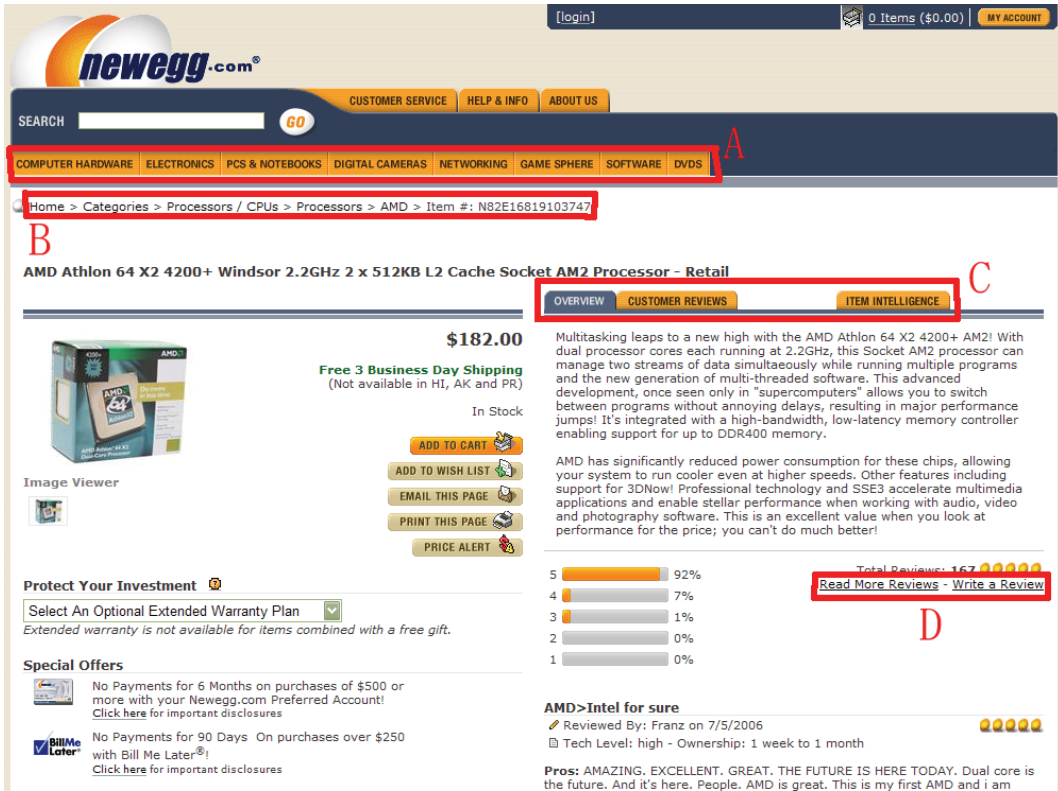 [login]
0 Items ($0.00)
MY ACCOUNT
newegg.com®
CUSTOMER SERVICE
HELP & INFO
ABOUT US
SEARCH
GO
COMPUTER HARDWARE
ELECTRONICS
PCS & NOTEBOOKS
DIGITAL CAMERAS
NETWORKING
GAME SPHERE
SOFTWARE
DVDS
A
Home > Categories > Processors / CPUs > Processors > AMD > Item #: N82E16819103747
B
AMD Athlon 64 X2 4200+ Windsor 2.2GHz 2 x 512KB L2 Cache Socket AM2 Processor - Retail
C
OVERVIEW
CUSTOMER REVIEWS
ITEM INTELLIGENCE
4200+
AMD
AMD
64
AMD Athlon 64 X2
Dual-Core Processor
Image Viewer
$182.00
Free 3 Business Day Shipping
(Not available in HI, AK and PR)
In Stock
ADD TO CART
ADD TO WISH LIST
EMAIL THIS PAGE
PRINT THIS PAGE
PRICE ALERT
Protect Your Investment
Select An Optional Extended Warranty Plan
Extended warranty is not available for items combined with a free gift.
Special Offers
No Payments for 6 Months on purchases of $500 or
more with your Newegg.com Preferred Account!
Click here for important disclosures
BillMe
Later®
No Payments for 90 Days On purchases over $250
with Bill Me Later®!
Click here for important disclosures
Multitasking leaps to a new high with the AMD Athlon 64 X2 4200+ AM2! With
dual processor cores each running at 2.2GHz, this Socket AM2 processor can
manage two streams of data simultaeously while running multiple programs
and the new generation of multi-threaded software. This advanced
development, once seen only in "supercomputers" allows you to switch
between programs without annoying delays, resulting in major performance
jumps! It's integrated with a high-bandwidth, low-latency memory controller
enabling support for up to DDR400 memory.
AMD has significantly reduced power consumption for these chips, allowing
your system to run cooler even at higher speeds. Other features including
support for 3DNow! Professional technology and SSE3 accelerate multimedia
applications and enable stellar performance when working with audio, video
and photography software. This is an excellent value when you look at
performance for the price; you can't do much better!
5 92%
4 7%
3 1%
2 0%
1 0%
Total Reviews: 167
Read More Reviews - Write a Review
D
AMD>Intel for sure
Reviewed By: Franz on 7/5/2006
Tech Level: high - Ownership: 1 week to 1 month
Pros: AMAZING. EXCELLENT. GREAT. THE FUTURE IS HERE TODAY. Dual core is
the future. And it's here. People. AMD is great. This is my first AMD and i am